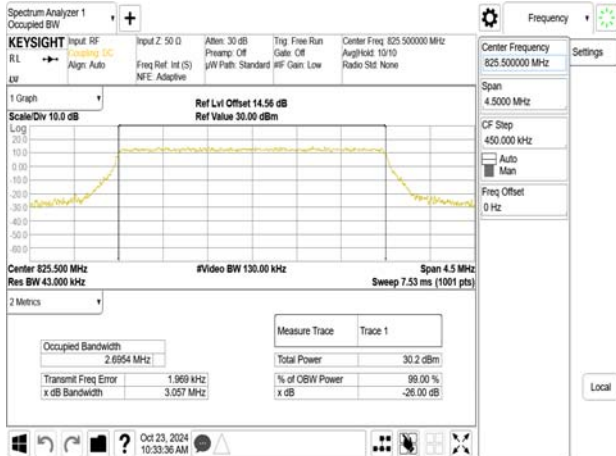 Spectrum Analyzer 1
Occupied BW
+
KEYSIGHT
RL
Input: RF
Coupling: DC
Align: Auto
Input Z: 50 Ω
Freq Ref: Int (S)
NFE: Adaptive
Atten: 30 dB
Preamp: Off
µW Path: Standard
Trig: Free Run
Gate: Off
#IF Gain: Low
Center Freq: 825.500000 MHz
Avg|Hold: 10/10
Radio Std: None
1 Graph
Scale/Div 10.0 dB
Ref Lvl Offset 14.56 dB
Ref Value 30.00 dBm
Log
20.0
10.0
0.00
-10.0
-20.0
-30.0
-40.0
-50.0
-60.0
Center 825.500 MHz
Res BW 43.000 kHz
#Video BW 130.00 kHz
Span 4.5 MHz
Sweep 7.53 ms (1001 pts)
2 Metrics
Occupied Bandwidth
2.6954 MHz
Transmit Freq Error 1.969 kHz
x dB Bandwidth 3.057 MHz
Measure Trace Trace 1
Total Power 30.2 dBm
% of OBW Power 99.00 %
x dB -26.00 dB
?
Oct 23, 2024
10:33:36 AM
Frequency
Center Frequency
825.500000 MHz
Span
4.5000 MHz
CF Step
450.000 kHz
Auto
Man
Freq Offset
0 Hz
Settings
Local